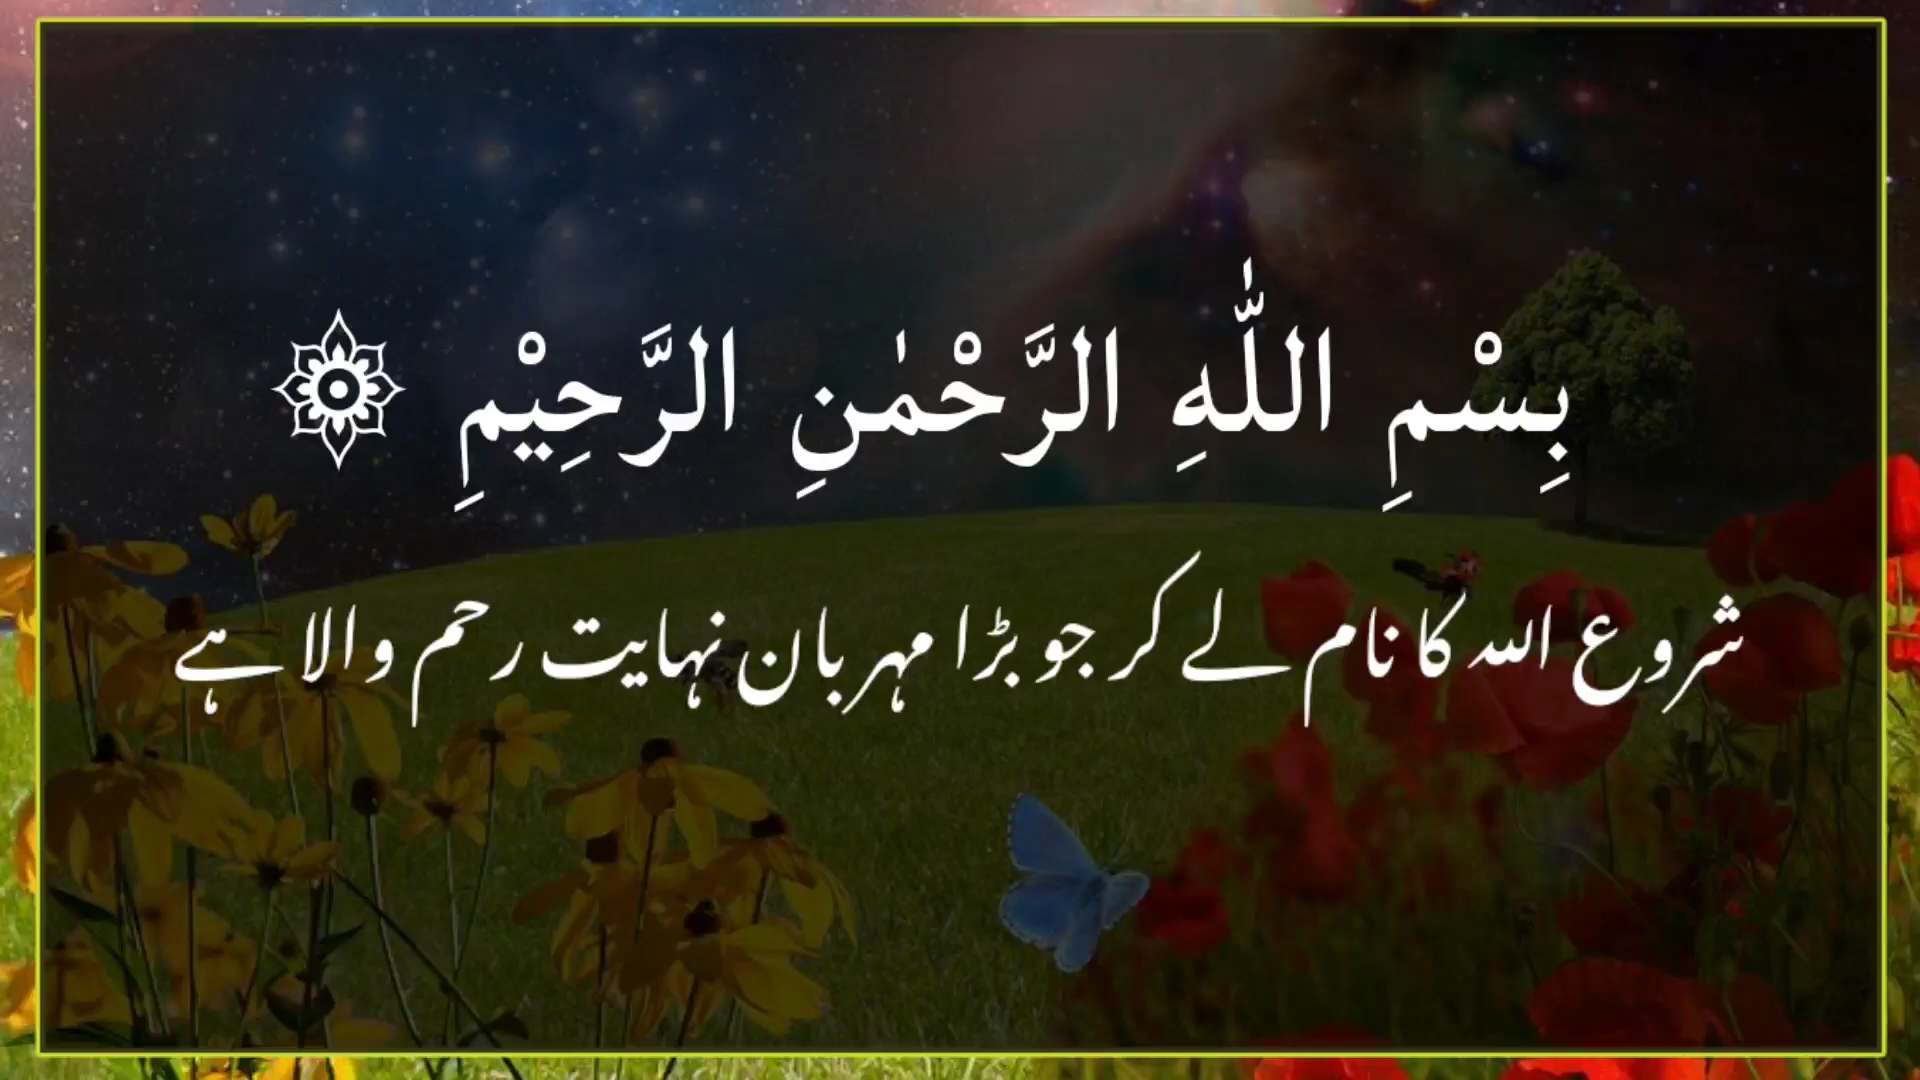 بِسْمِ اللّٰهِ الرَّحْمٰنِ الرَّحِيْمِ ۞
شروع اللہ کا نام لے کر جو بڑا مہربان نہایت رحم والا ہے